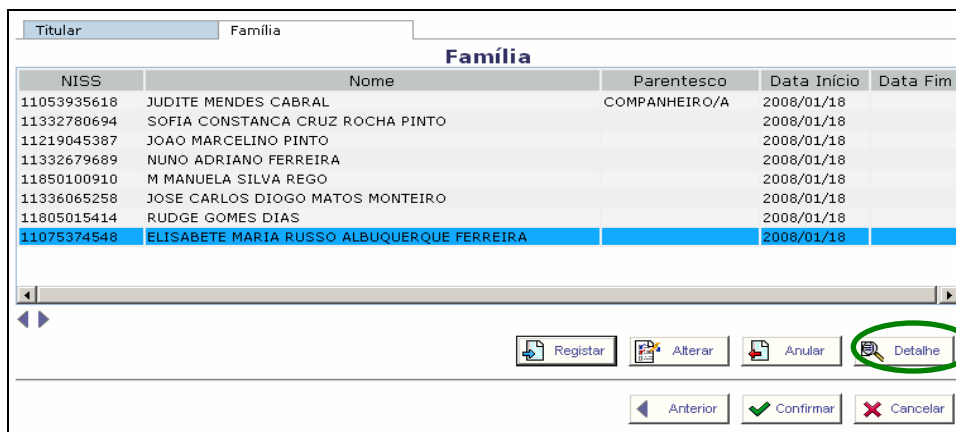 Titular Família
Família
NISS Nome Parentesco Data Início Data Fim
11053935618 JUDITE MENDES CABRAL COMPANHEIRO/A 2008/01/18
11332780694 SOFIA CONSTANCA CRUZ ROCHA PINTO 2008/01/18
11219045387 JOAO MARCELINO PINTO 2008/01/18
11332679689 NUNO ADRIANO FERREIRA 2008/01/18
11850100910 M MANUELA SILVA REGO 2008/01/18
11336065258 JOSE CARLOS DIOGO MATOS MONTEIRO 2008/01/18
11805015414 RUDGE GOMES DIAS 2008/01/18
11075374548 ELISABETE MARIA RUSSO ALBUQUERQUE FERREIRA 2008/01/18
Registar Alterar Anular Detalhe
Anterior Confirmar Cancelar